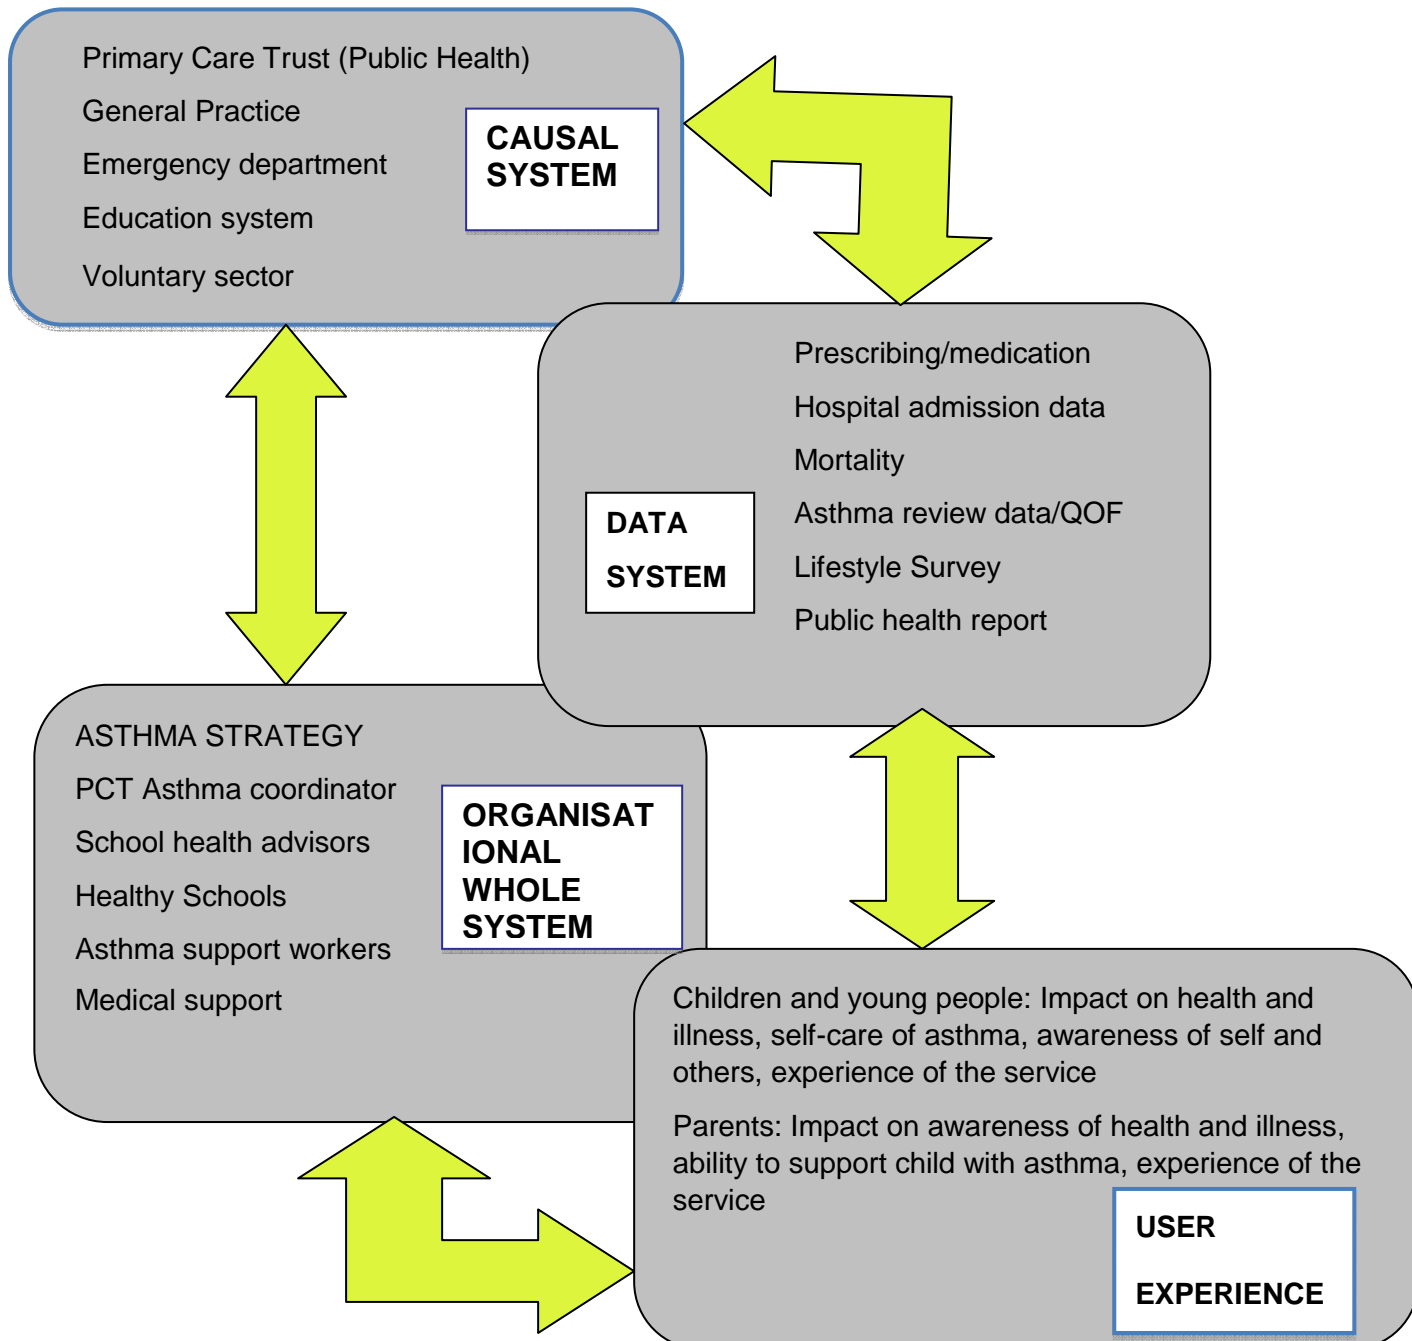 Primary Care Trust (Public Health)
General Practice
Emergency department
Education system
Voluntary sector
CAUSAL
SYSTEM
Prescribing/medication
Hospital admission data
Mortality
Asthma review data/QOF
Lifestyle Survey
Public health report
DATA
SYSTEM
ASTHMA STRATEGY
PCT Asthma coordinator
School health advisors
Healthy Schools
Asthma support workers
Medical support
ORGANISAT
IONAL
WHOLE
SYSTEM
Children and young people: Impact on health and
illness, self-care of asthma, awareness of self and
others, experience of the service
Parents: Impact on awareness of health and illness,
ability to support child with asthma, experience of the
service
USER
EXPERIENCE